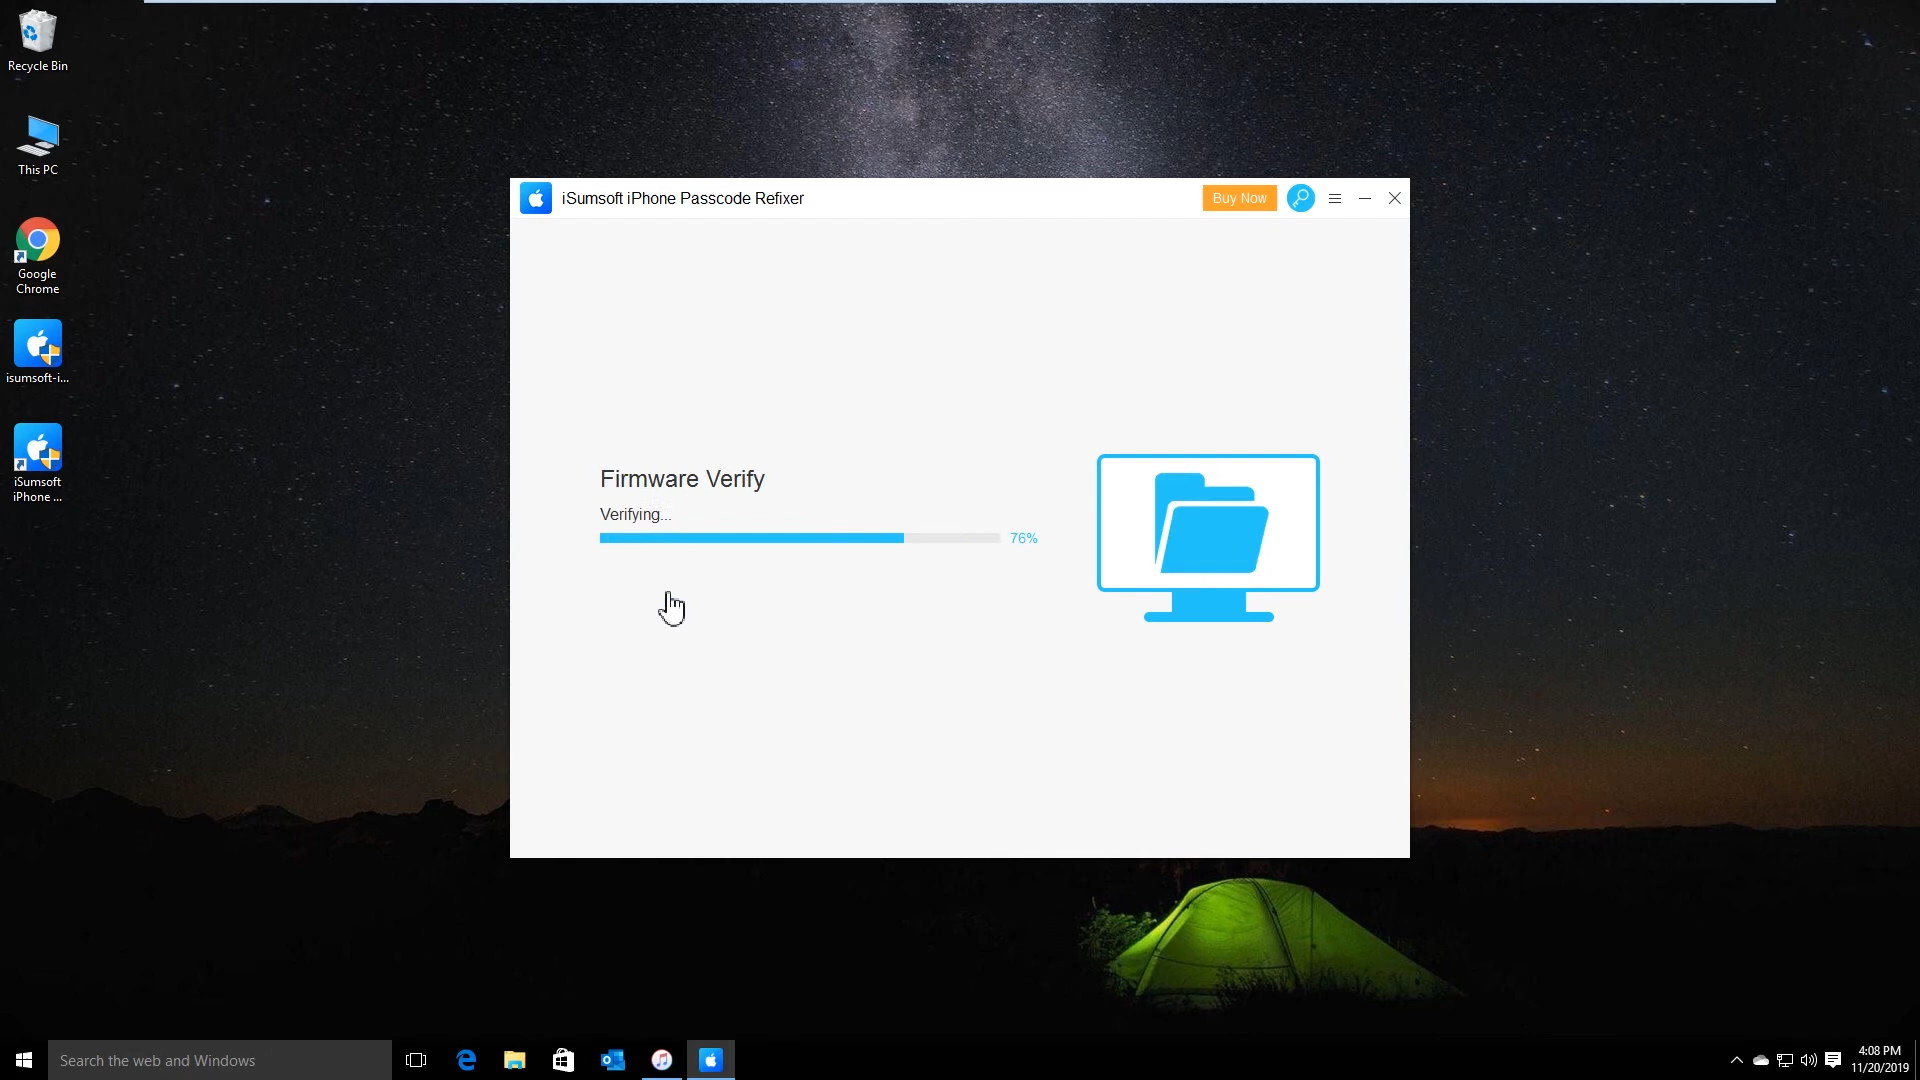 Recycle Bin
This PC
Google
Chrome
isumsoft-i...
iSumsoft
iPhone ...
iSumsoft iPhone Passcode Refixer
Buy Now
Firmware Verify
Verifying...
76%
Search the web and Windows
4:08 PM
11/20/2019